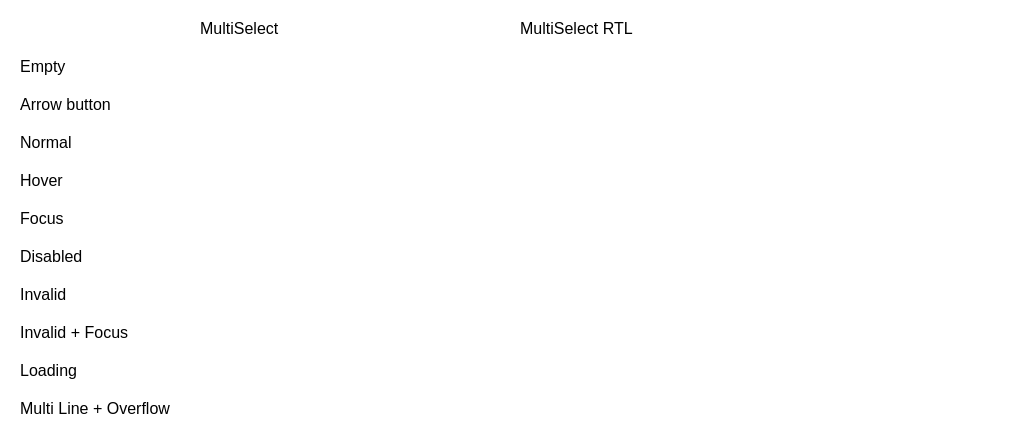 MultiSelect MultiSelect RTL
Empty
Arrow button
Normal
Hover
Focus
Disabled
Invalid
Invalid + Focus
Loading
Multi Line + Overflow